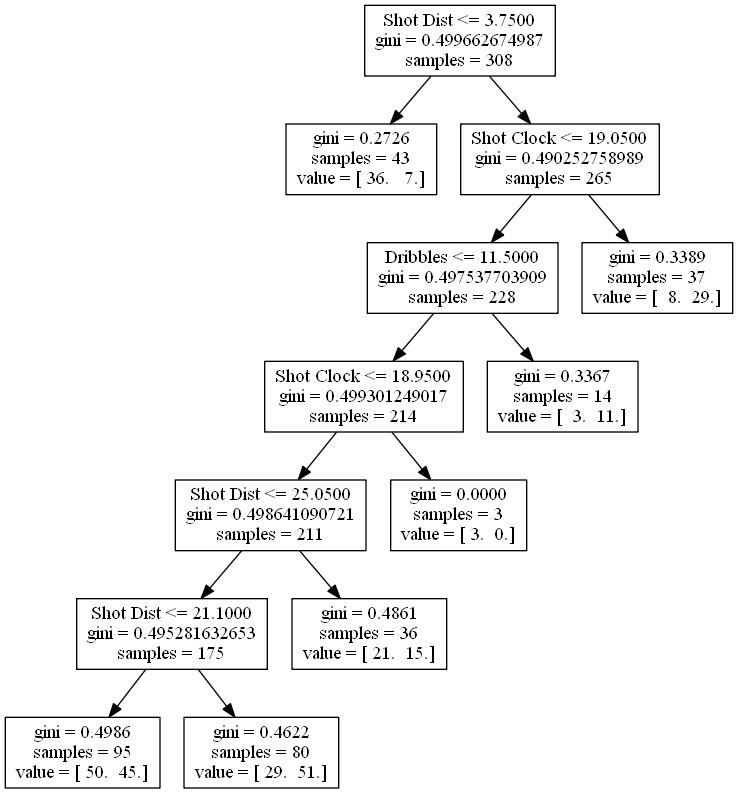 Shot Dist <= 3.7500
gini = 0.499662674987
samples = 308
gini = 0.2726
samples = 43
value = [ 36.   7.]
Shot Clock <= 19.0500
gini = 0.490252758989
samples = 265
Dribbles <= 11.5000
gini = 0.497537703909
samples = 228
gini = 0.3389
samples = 37
value = [  8.  29.]
Shot Clock <= 18.9500
gini = 0.499301249017
samples = 214
gini = 0.3367
samples = 14
value = [  3.  11.]
Shot Dist <= 25.0500
gini = 0.498641090721
samples = 211
gini = 0.0000
samples = 3
value = [ 3.  0.]
Shot Dist <= 21.1000
gini = 0.495281632653
samples = 175
gini = 0.4861
samples = 36
value = [ 21.  15.]
gini = 0.4986
samples = 95
value = [ 50.  45.]
gini = 0.4622
samples = 80
value = [ 29.  51.]